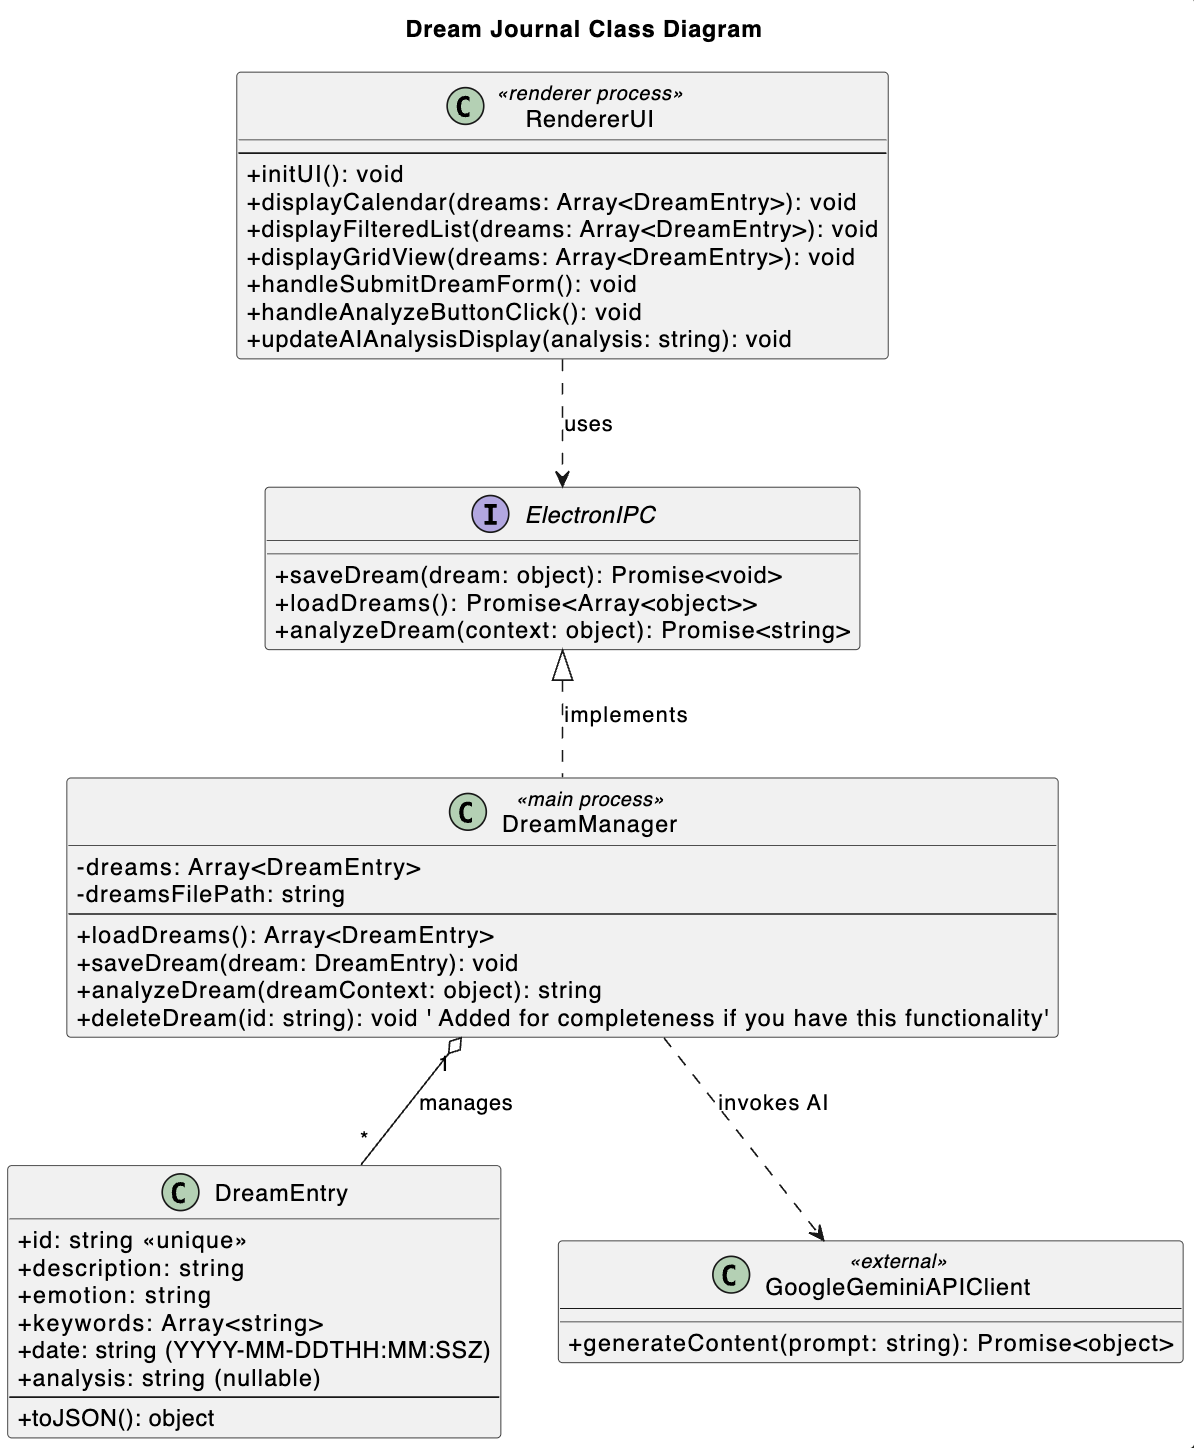 Dream Journal Class Diagram
C
«renderer process»
RendererUI
+initUI(): void
+displayCalendar(dreams: Array<DreamEntry>): void
+displayFilteredList(dreams: Array<DreamEntry>): void
+displayGridView(dreams: Array<DreamEntry>): void
+handleSubmitDreamForm(): void
+handleAnalyzeButtonClick(): void
+updateAIAnalysisDisplay(analysis: string): void
uses
I ElectronIPC
+saveDream(dream: object): Promise<void>
+loadDreams(): Promise<Array<object>>
+analyzeDream(context: object): Promise<string>
implements
C
«main process»
DreamManager
-dreams: Array<DreamEntry>
-dreamsFilePath: string
+loadDreams(): Array<DreamEntry>
+saveDream(dream: DreamEntry): void
+analyzeDream(dreamContext: object): string
+deleteDream(id: string): void ' Added for completeness if you have this functionality'
1
manages
*
invokes AI
C DreamEntry
+id: string «unique»
+description: string
+emotion: string
+keywords: Array<string>
+date: string (YYYY-MM-DDTHH:MM:SSZ)
+analysis: string (nullable)
+toJSON(): object
C
«external»
GoogleGeminiAPIClient
+generateContent(prompt: string): Promise<object>